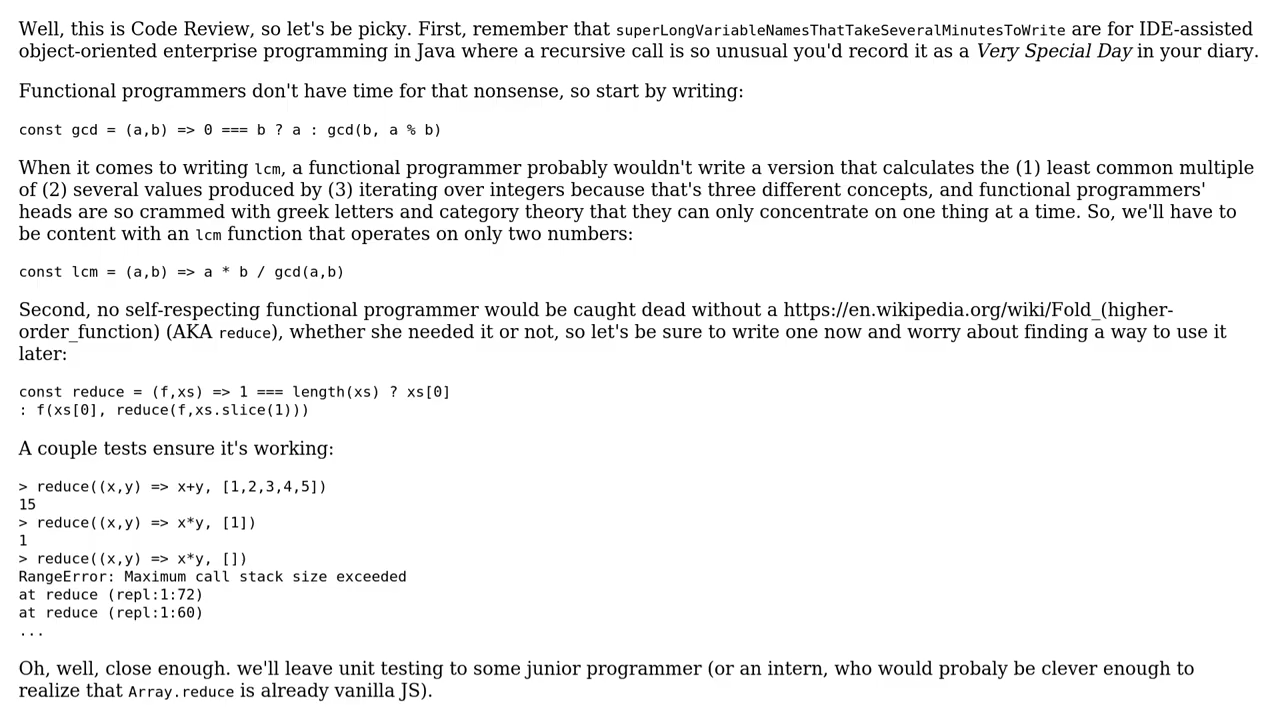 Well, this is Code Review, so let's be picky. First, remember that superLongVariableNamesThatTakeSeveralMinutesToWrite are for IDE-assisted
object-oriented enterprise programming in Java where a recursive call is so unusual you'd record it as a Very Special Day in your diary.
Functional programmers don't have time for that nonsense, so start by writing:
const gcd = (a,b) => 0 === b ? a : gcd(b, a % b)
When it comes to writing lcm, a functional programmer probably wouldn't write a version that calculates the (1) least common multiple
of (2) several values produced by (3) iterating over integers because that's three different concepts, and functional programmers'
heads are so crammed with greek letters and category theory that they can only concentrate on one thing at a time. So, we'll have to
be content with an lcm function that operates on only two numbers:
const lcm = (a,b) => a * b / gcd(a,b)
Second, no self-respecting functional programmer would be caught dead without a https://en.wikipedia.org/wiki/Fold_(higher-
order_function) (AKA reduce), whether she needed it or not, so let's be sure to write one now and worry about finding a way to use it
later:
const reduce = (f,xs) => 1 === length(xs) ? xs[0]
: f(xs[0], reduce(f,xs.slice(1)))
A couple tests ensure it's working:
> reduce((x,y) => x+y, [1,2,3,4,5])
15
> reduce((x,y) => x*y, [1])
1
> reduce((x,y) => x*y, [])
RangeError: Maximum call stack size exceeded
at reduce (repl:1:72)
at reduce (repl:1:60)
...
Oh, well, close enough. we'll leave unit testing to some junior programmer (or an intern, who would probaly be clever enough to
realize that Array.reduce is already vanilla JS).